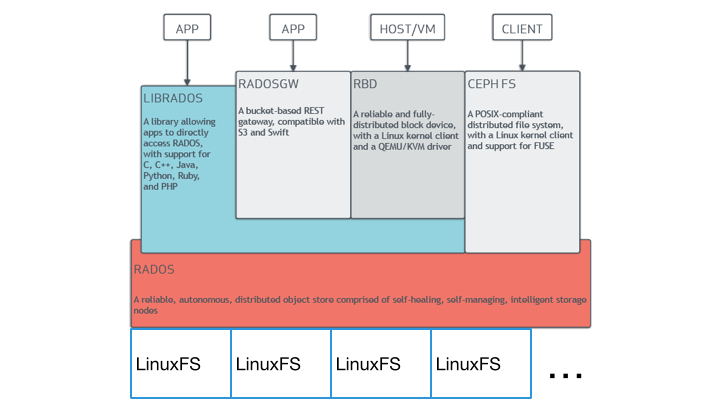 APP
APP
HOST/VM
CLIENT
LIBRADOS
A library allowing
apps to directly
access RADOS,
with support for
C, C++, Java,
Python, Ruby,
and PHP
RADOSGW
A bucket-based REST
gateway, compatible with
S3 and Swift
RBD
A reliable and fully-
distributed block device,
with a Linux kernel client
and a QEMU/KVM driver
CEPH FS
A POSIX-compliant
distributed file system,
with a Linux kernel client
and support for FUSE
RADOS
A reliable, autonomous, distributed object store comprised of self-healing, self-managing, intelligent storage
nodes
LinuxFS
LinuxFS
LinuxFS
LinuxFS
...